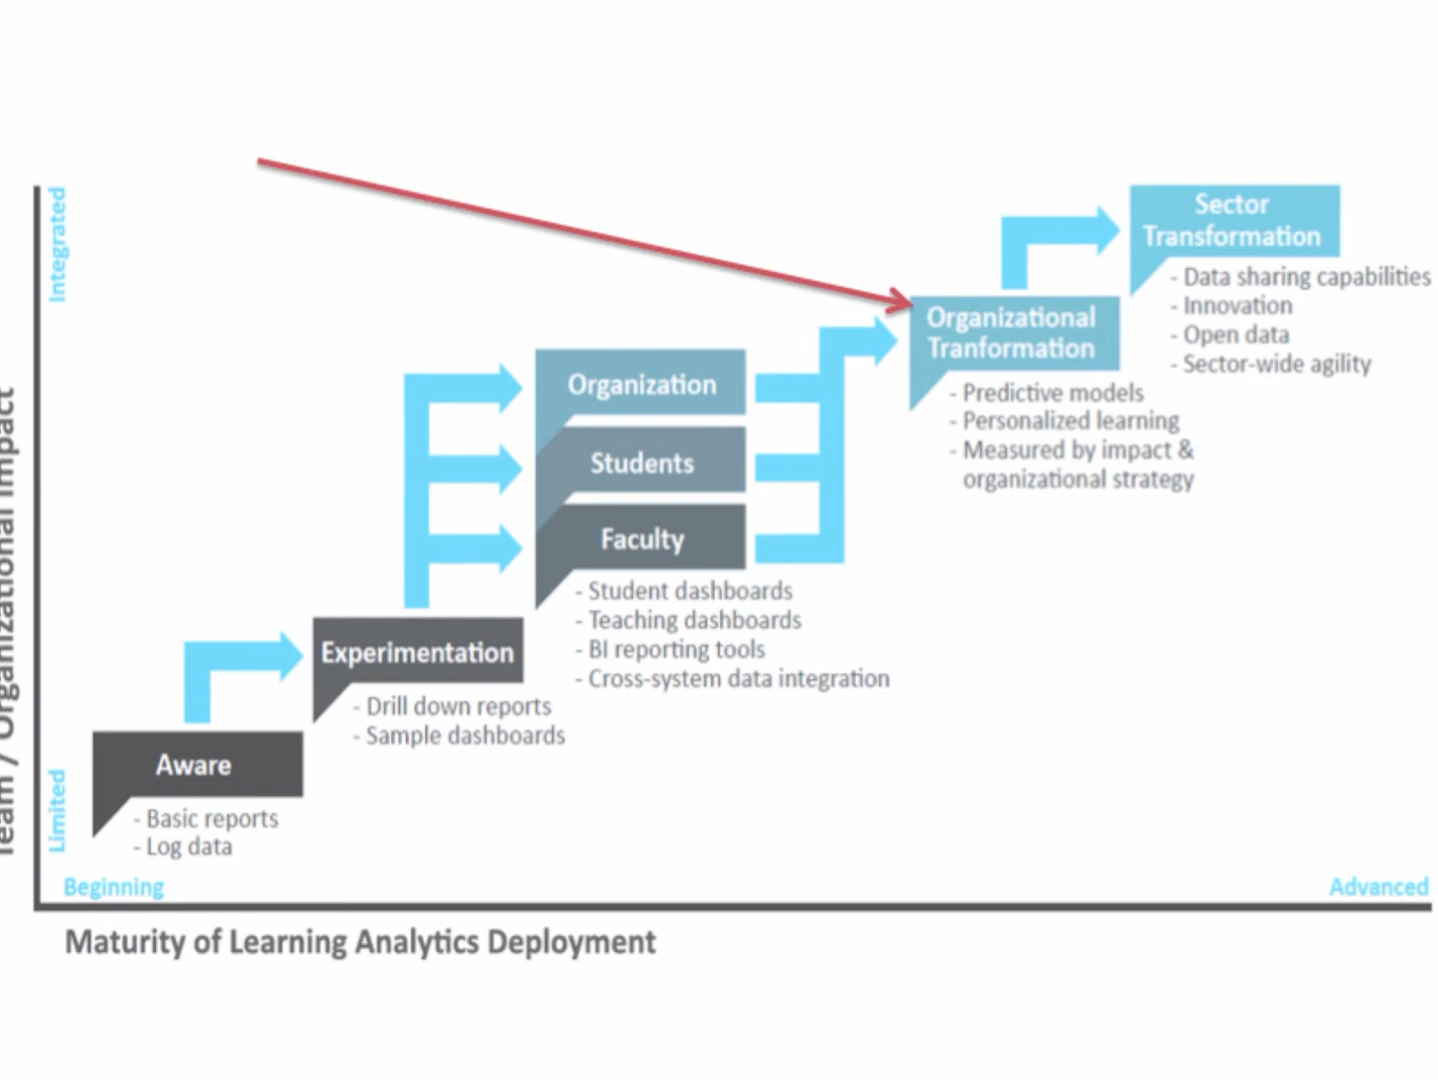 Integrated
Sector
Transformation
- Data sharing capabilities
- Innovation
- Open data
- Sector-wide agility
Organizational
Tranformation
- Predictive models
- Personalized learning
- Measured by impact &
organizational strategy
Organization
Students
Faculty
- Student dashboards
- Teaching dashboards
- BI reporting tools
- Cross-system data integration
Experimentation
- Drill down reports
- Sample dashboards
Aware
- Basic reports
- Log data
Limited
Team / Organizational Impact
Beginning
Advanced
Maturity of Learning Analytics Deployment